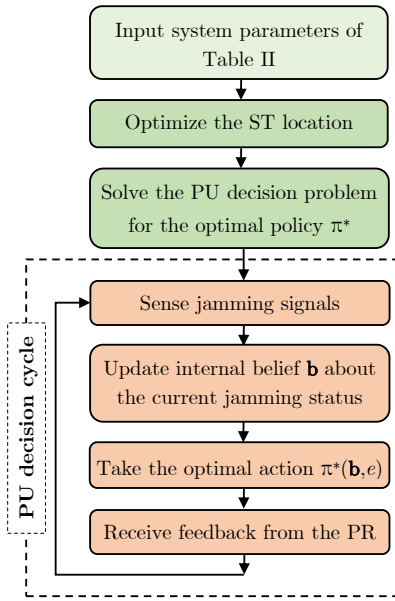 Input system parameters of
Table II
Optimize the ST location
Solve the PU decision problem
for the optimal policy π*
PU decision cycle
Sense jamming signals
Update internal belief b about
the current jamming status
Take the optimal action π*(b,e)
Receive feedback from the PR